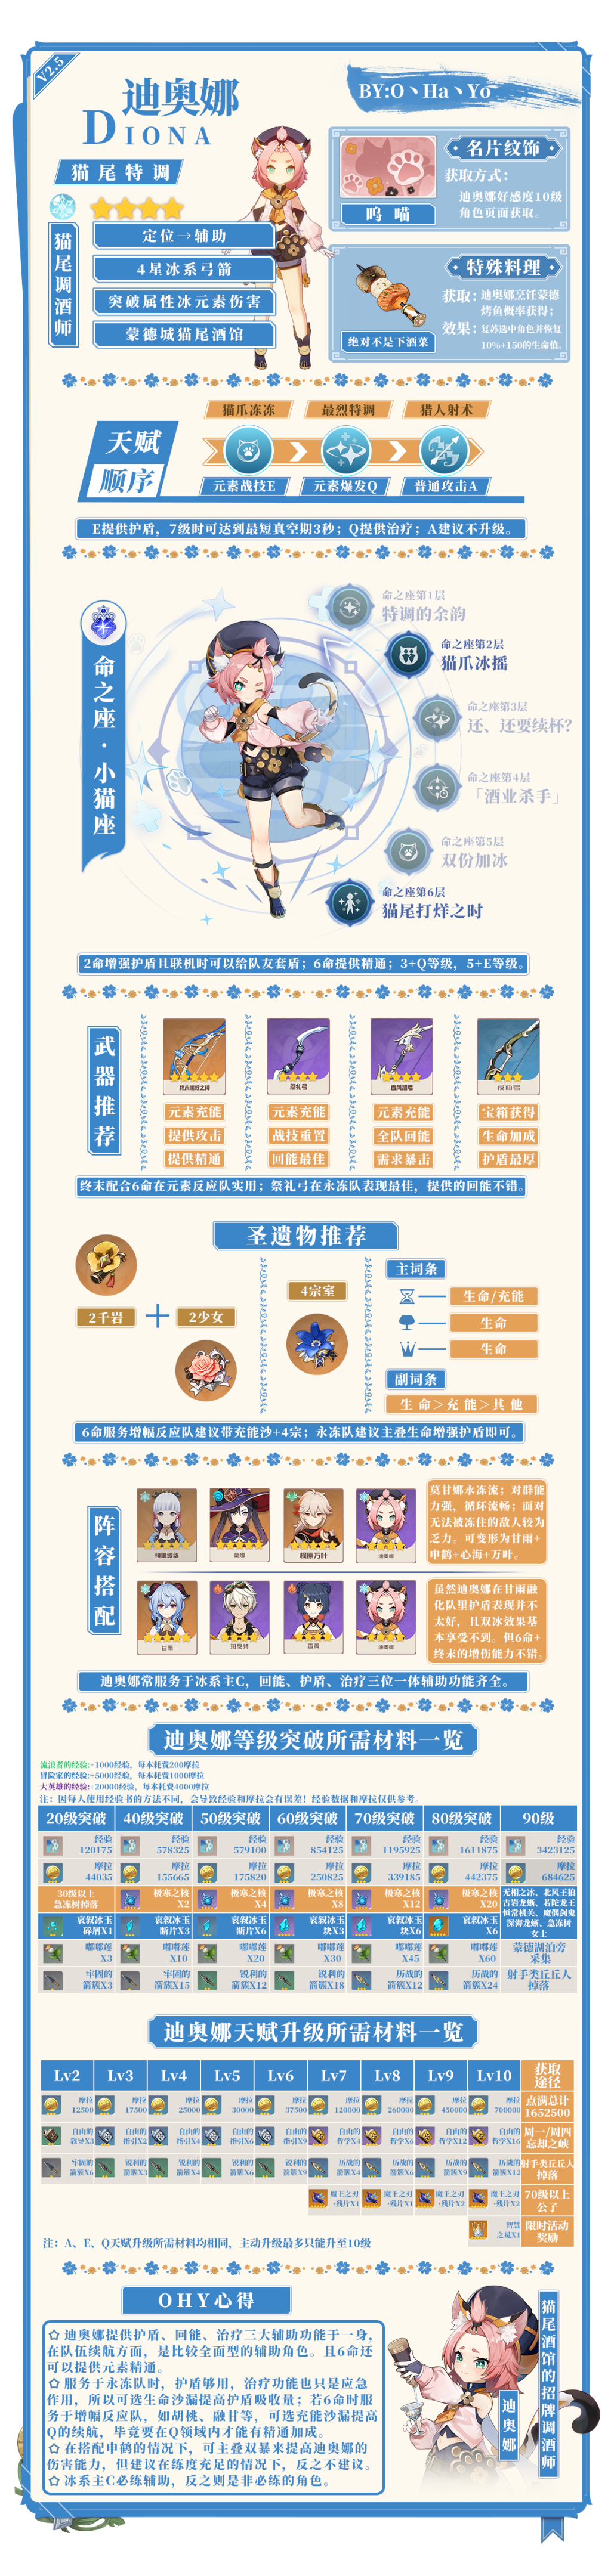 V2.5
迪奥娜
DIONA
BY:O丶Ha丶Yo
猫尾特调
猫尾调酒师
定位→辅助
4星冰系弓箭
突破属性冰元素伤害
蒙德城猫尾酒馆
名片纹饰
获取方式：
迪奥娜好感度10级
角色页面获取。
呜喵
特殊料理
获取：迪奥娜烹饪蒙德
烤鱼概率获得；
效果：复苏选中角色并恢复
10%+150的生命值。
绝对不是下酒菜
天赋
顺序
猫爪冻冻
最烈特调
猎人射术
元素战技E
元素爆发Q
普通攻击A
E提供护盾，7级时可达到最短真空期3秒；Q提供治疗；A建议不升级。
命之座·小猫座
命之座第1层
特调的余韵
命之座第2层
猫爪冰摇
命之座第3层
还、还要续杯？
命之座第4层
「酒业杀手」
命之座第5层
双份加冰
命之座第6层
猫尾打烊之时
2命增强护盾且联机时可以给队友套盾；6命提供精通；3+Q等级，5+E等级。
武器推荐
终末嗟叹之诗
祭礼弓
西风猎弓
反曲弓
元素充能
元素充能
元素充能
宝箱获得
提供攻击
战技重置
全队回能
生命加成
提供精通
回能最佳
需求暴击
护盾最厚
终末配合6命在元素反应队实用；祭礼弓在永冻队表现最佳，提供的回能不错。
圣遗物推荐
2千岩
2少女
4宗室
主词条
生命/充能
生命
生命
副词条
生命＞充能＞其他
6命服务增幅反应队建议带充能沙+4宗；永冻队建议主叠生命增强护盾即可。
阵容搭配
神里绫华
莫娜
枫原万叶
迪奥娜
莫甘娜永冻流；对群能
力强，循环流畅；面对
无法被冻住的敌人较为
乏力。可变形为甘雨+
申鹤+心海+万叶。
甘雨
班尼特
香菱
迪奥娜
虽然迪奥娜在甘雨融
化队里护盾表现并不
太好，且双冰效果基
本享受不到。但6命+
终末的增伤能力不错。
迪奥娜常服务于冰系主C，回能、护盾、治疗三位一体辅助功能齐全。
迪奥娜等级突破所需材料一览
流浪者的经验:+1000经验，每本耗费200摩拉
冒险家的经验:+5000经验，每本耗费1000摩拉
大英雄的经验:+20000经验，每本耗费4000摩拉
注：因每人使用经验书的方法不同，会导致经验和摩拉会有误差！经验数据和摩拉仅供参考。
20级突破 40级突破 50级突破 60级突破 70级突破 80级突破 90级
经验 经验 经验 经验 经验 经验 经验
120175 578325 579100 854125 1195925 1611875 3423125
摩拉 摩拉 摩拉 摩拉 摩拉 摩拉 摩拉
44035 155665 175820 250825 339185 442375 684625
30级以上
急冻树掉落
极寒之核 极寒之核 极寒之核 极寒之核 极寒之核
X2 X4 X8 X12 X20
无相之冰、北风王狼
古岩龙蜥、若陀龙王
恒常机关、魔偶剑鬼
深海龙蜥、急冻树
女士
哀叙冰玉 哀叙冰玉 哀叙冰玉 哀叙冰玉 哀叙冰玉 哀叙冰玉
碎屑X1 断片X3 断片X6 块X3 块X6 X6
嘟嘟莲 嘟嘟莲 嘟嘟莲 嘟嘟莲 嘟嘟莲 嘟嘟莲 蒙德湖泊旁
X3 X10 X20 X30 X45 X60 采集
牢固的 牢固的 锐利的 锐利的 历战的 历战的 射手类丘丘人
箭簇X3 箭簇X15 箭簇X12 箭簇X18 箭簇X12 箭簇X24 掉落
迪奥娜天赋升级所需材料一览
Lv2 Lv3 Lv4 Lv5 Lv6 Lv7 Lv8 Lv9 Lv10 获取
途径
摩拉 摩拉 摩拉 摩拉 摩拉 摩拉 摩拉 摩拉 摩拉 点满总计
12500 17500 25000 30000 37500 120000 260000 450000 700000 1652500
自由的 自由的 自由的 自由的 自由的 自由的 自由的 自由的 自由的 周一/周四
教导X3 指引X2 指引X4 指引X6 指引X9 哲学X4 哲学X6 哲学X12 哲学X16 忘却之峡
牢固的 锐利的 锐利的 锐利的 锐利的 历战的 历战的 历战的 历战的 射手类丘丘人
箭簇X6 箭簇X3 箭簇X4 箭簇X6 箭簇X9 箭簇X4 箭簇X6 箭簇X9 箭簇X12 掉落
魔王之刃 魔王之刃 魔王之刃 魔王之刃 70级以上
·残片X1 ·残片X1 ·残片X2 ·残片X2 公子
智慧 限时活动
之冕X1 奖励
注：A、E、Q天赋升级所需材料均相同，主动升级最多只能升至10级
OHY心得
迪奥娜提供护盾、回能、治疗三大辅助功能于一身，
在队伍续航方面，是比较全面型的辅助角色。且6命还
可以提供元素精通。
服务于永冻队时，护盾够用，治疗功能也只是应急
作用，所以可选生命沙漏提高护盾吸收量；若6命时服
务于增幅反应队，如胡桃、融甘等，可选充能沙漏提高
Q的续航，毕竟要在Q领域内才能有精通加成。
在搭配申鹤的情况下，可主叠双暴来提高迪奥娜的
伤害能力，但建议在练度充足的情况下，反之不建议。
冰系主C必练辅助，反之则是非必练的角色。
猫尾酒馆的招牌调酒师
迪奥娜